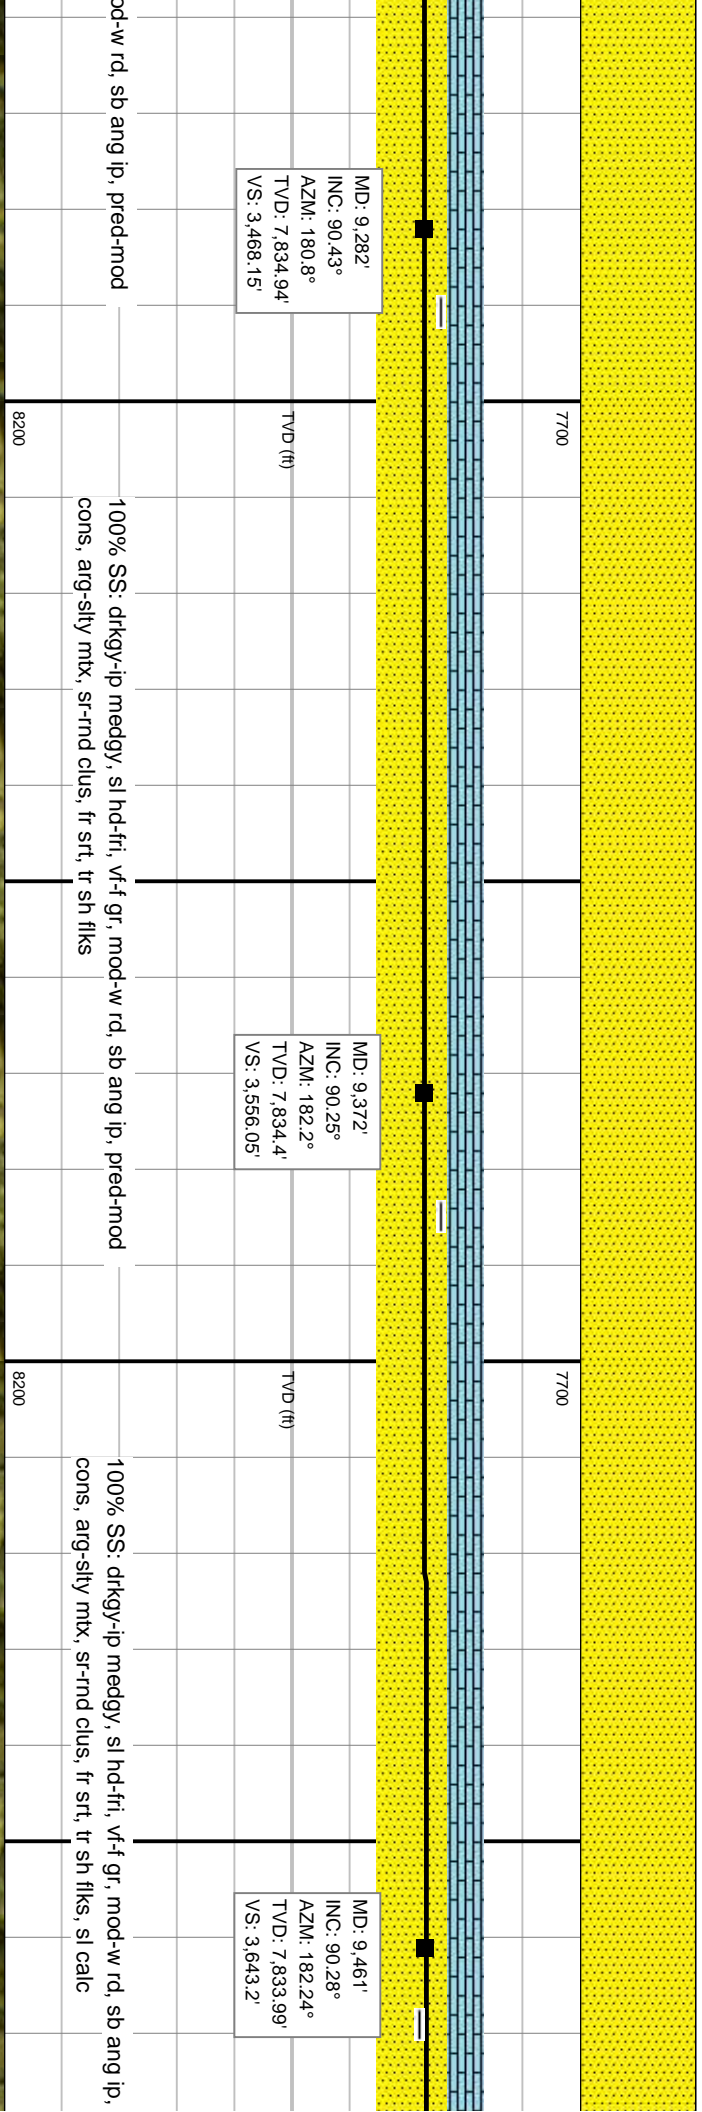 od-w rd, sb ang ip, pred-mod
MD: 9,282'
INC: 90.43°
AZM: 180.8°
TVD: 7,834.94'
VS: 3,468.15'
7700
TVD (ft)
8200
100% SS: drkgy-ip medgy, sl hd-fri, vf-f gr, mod-w rd, sb ang ip, pred-mod
cons, arg-slty mtx, sr-rnd clus, fr srt, tr sh flks
MD: 9,372'
INC: 90.25°
AZM: 182.2°
TVD: 7,834.4'
VS: 3,556.05'
7700
TVD (ft)
8200
100% SS: drkgy-ip medgy, sl hd-fri, vf-f gr, mod-w rd, sb ang ip,
cons, arg-slty mtx, sr-rnd clus, fr srt, tr sh flks, sl calc
MD: 9,461'
INC: 90.28°
AZM: 182.24°
TVD: 7,833.99'
VS: 3,643.2'